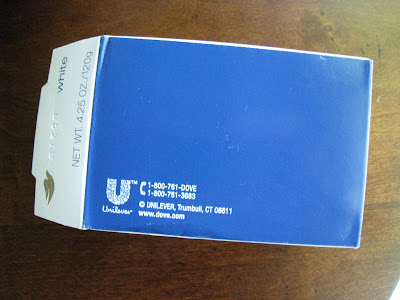 white
NET WT. 4.25 OZ./120g
Unilever™
1-800-761-DOVE
1-800-761-3683
© UNILEVER, Trumbull, CT 06611
www.dove.com